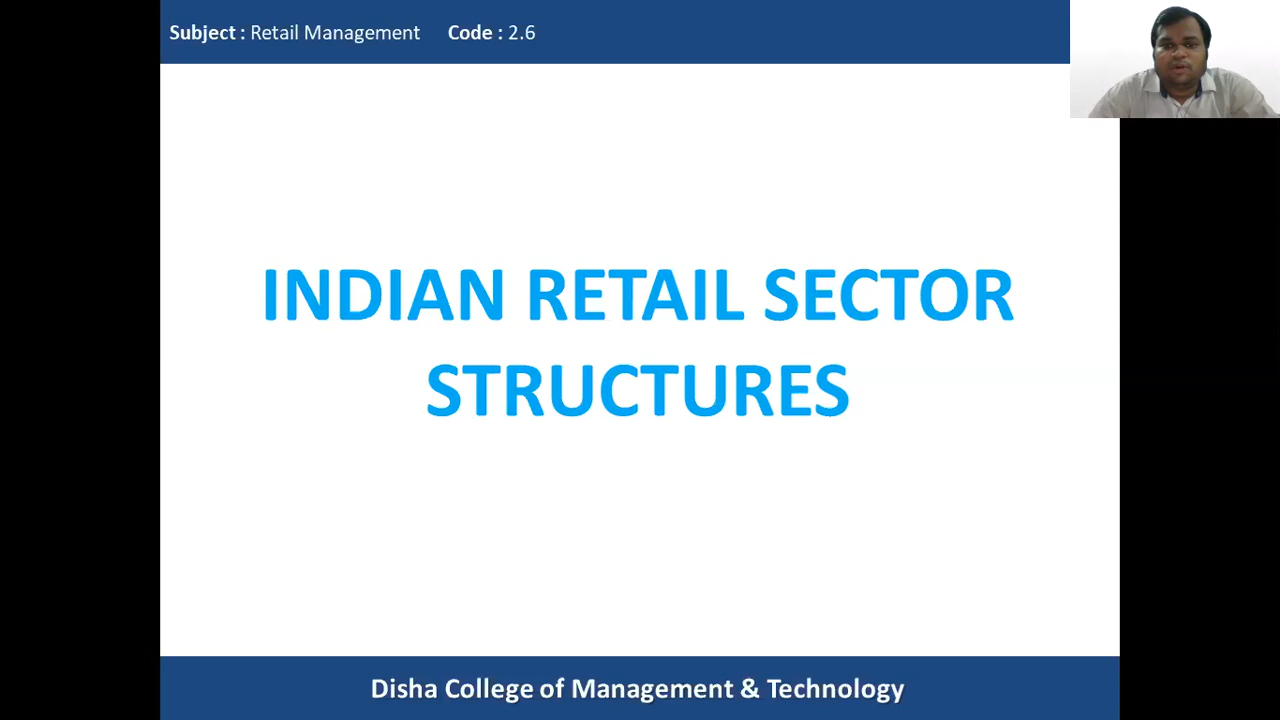 Subject : Retail Management Code : 2.6
INDIAN RETAIL SECTOR
STRUCTURES
Disha College of Management & Technology